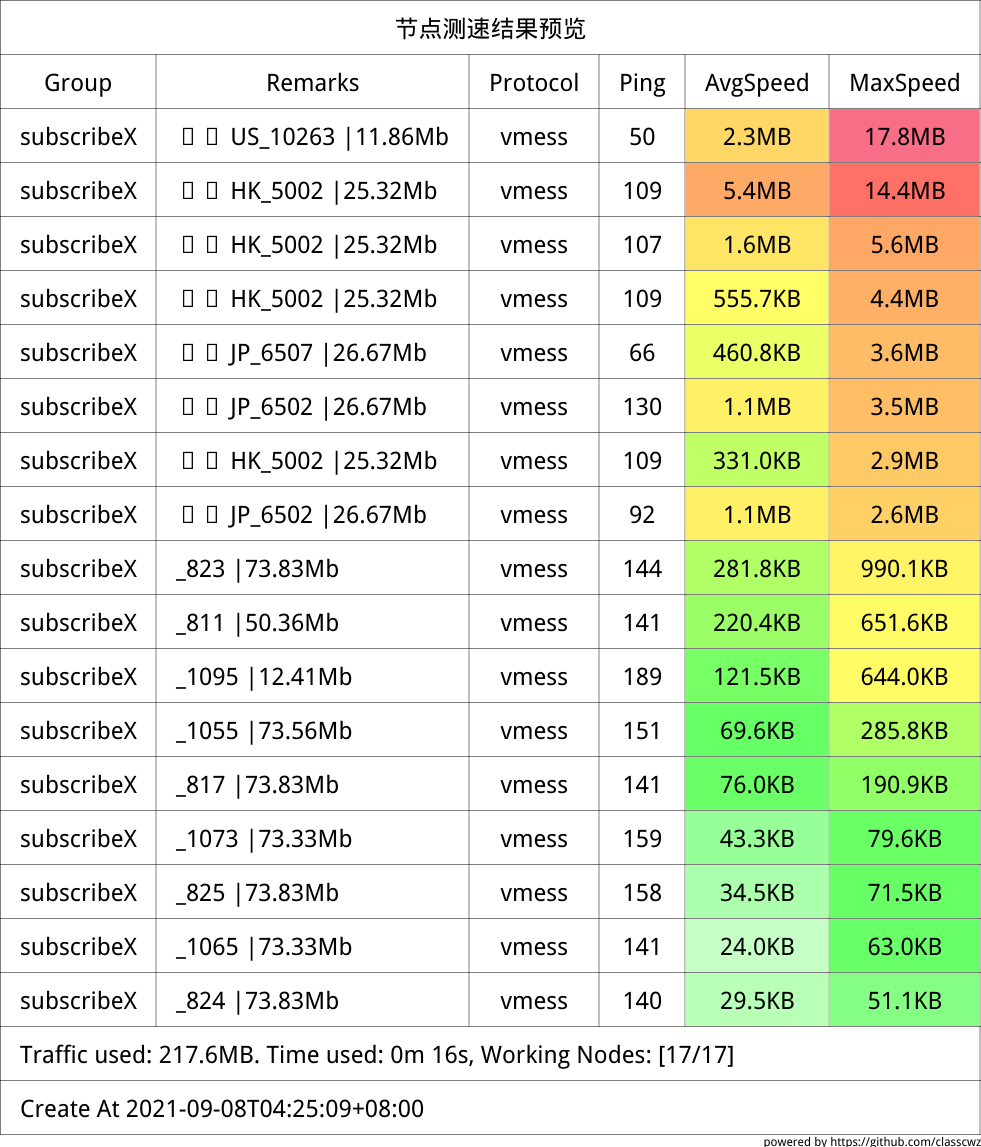 节点测速结果预览
Group Remarks Protocol Ping AvgSpeed MaxSpeed
subscribeX US_10263 |11.86Mb vmess 50 2.3MB 17.8MB
subscribeX HK_5002 |25.32Mb vmess 109 5.4MB 14.4MB
subscribeX HK_5002 |25.32Mb vmess 107 1.6MB 5.6MB
subscribeX HK_5002 |25.32Mb vmess 109 555.7KB 4.4MB
subscribeX JP_6507 |26.67Mb vmess 66 460.8KB 3.6MB
subscribeX JP_6502 |26.67Mb vmess 130 1.1MB 3.5MB
subscribeX HK_5002 |25.32Mb vmess 109 331.0KB 2.9MB
subscribeX JP_6502 |26.67Mb vmess 92 1.1MB 2.6MB
subscribeX _823 |73.83Mb vmess 144 281.8KB 990.1KB
subscribeX _811 |50.36Mb vmess 141 220.4KB 651.6KB
subscribeX _1095 |12.41Mb vmess 189 121.5KB 644.0KB
subscribeX _1055 |73.56Mb vmess 151 69.6KB 285.8KB
subscribeX _817 |73.83Mb vmess 141 76.0KB 190.9KB
subscribeX _1073 |73.33Mb vmess 159 43.3KB 79.6KB
subscribeX _825 |73.83Mb vmess 158 34.5KB 71.5KB
subscribeX _1065 |73.33Mb vmess 141 24.0KB 63.0KB
subscribeX _824 |73.83Mb vmess 140 29.5KB 51.1KB
Traffic used: 217.6MB. Time used: 0m 16s, Working Nodes: [17/17]
Create At 2021-09-08T04:25:09+08:00
powered by https://github.com/classcwz